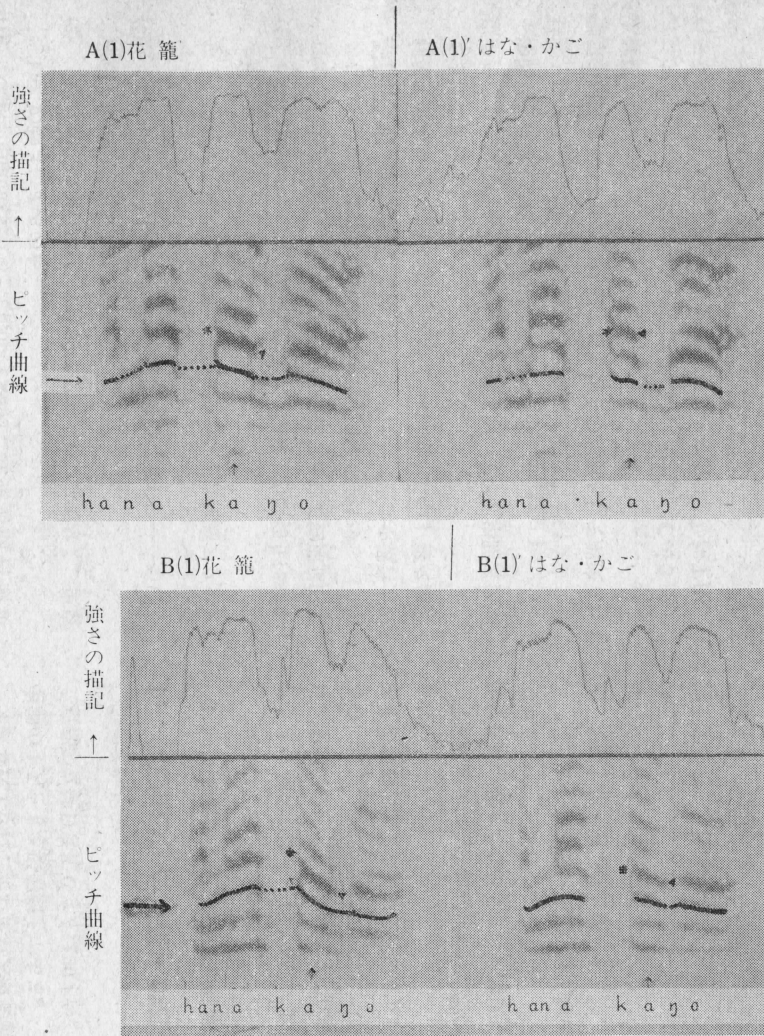 A(1)花 籠
A(1)′はな・かご
強さの描記 ↑
ピッチ曲線 →
hana kaŋo
hana・kaŋo
B(1)花 籠
B(1)′はな・かご
強さの描記 ↑
ピッチ曲線 →
hana kaŋo
hana kaŋo